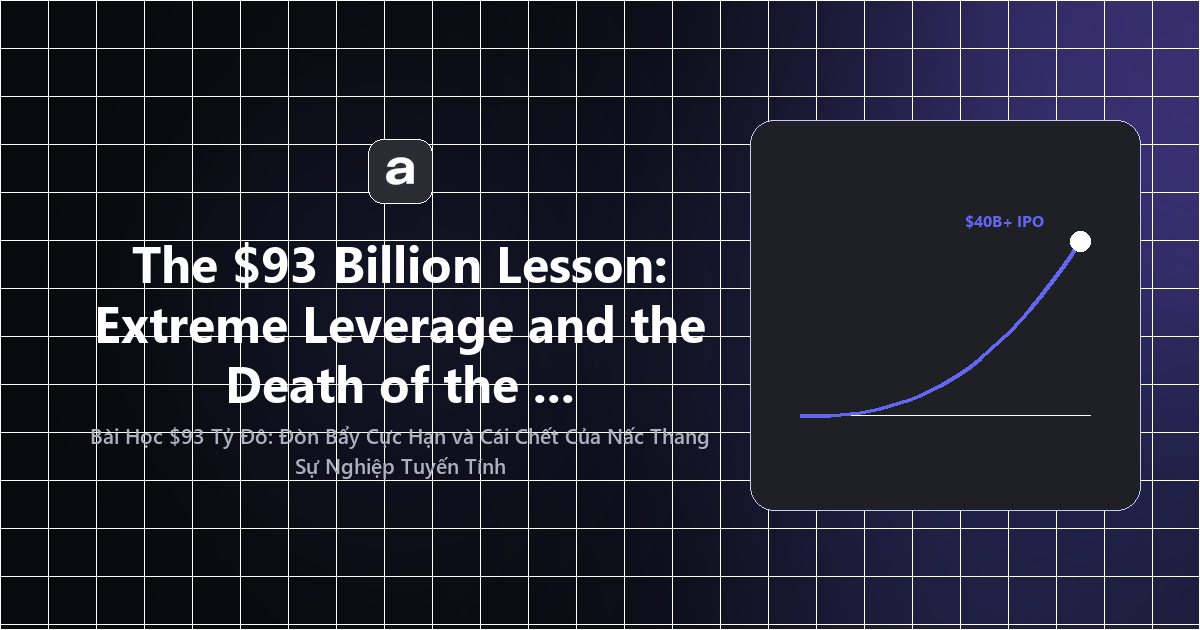 a
The $93 Billion Lesson:
Extreme Leverage and the
Death of the ...
Bài Học $93 Tỷ Đô: Đòn Bẩy Cực Hạn và Cái Chết Của Nấc Thang
Sự Nghiệp Tuyến Tính
$40B+ IPO